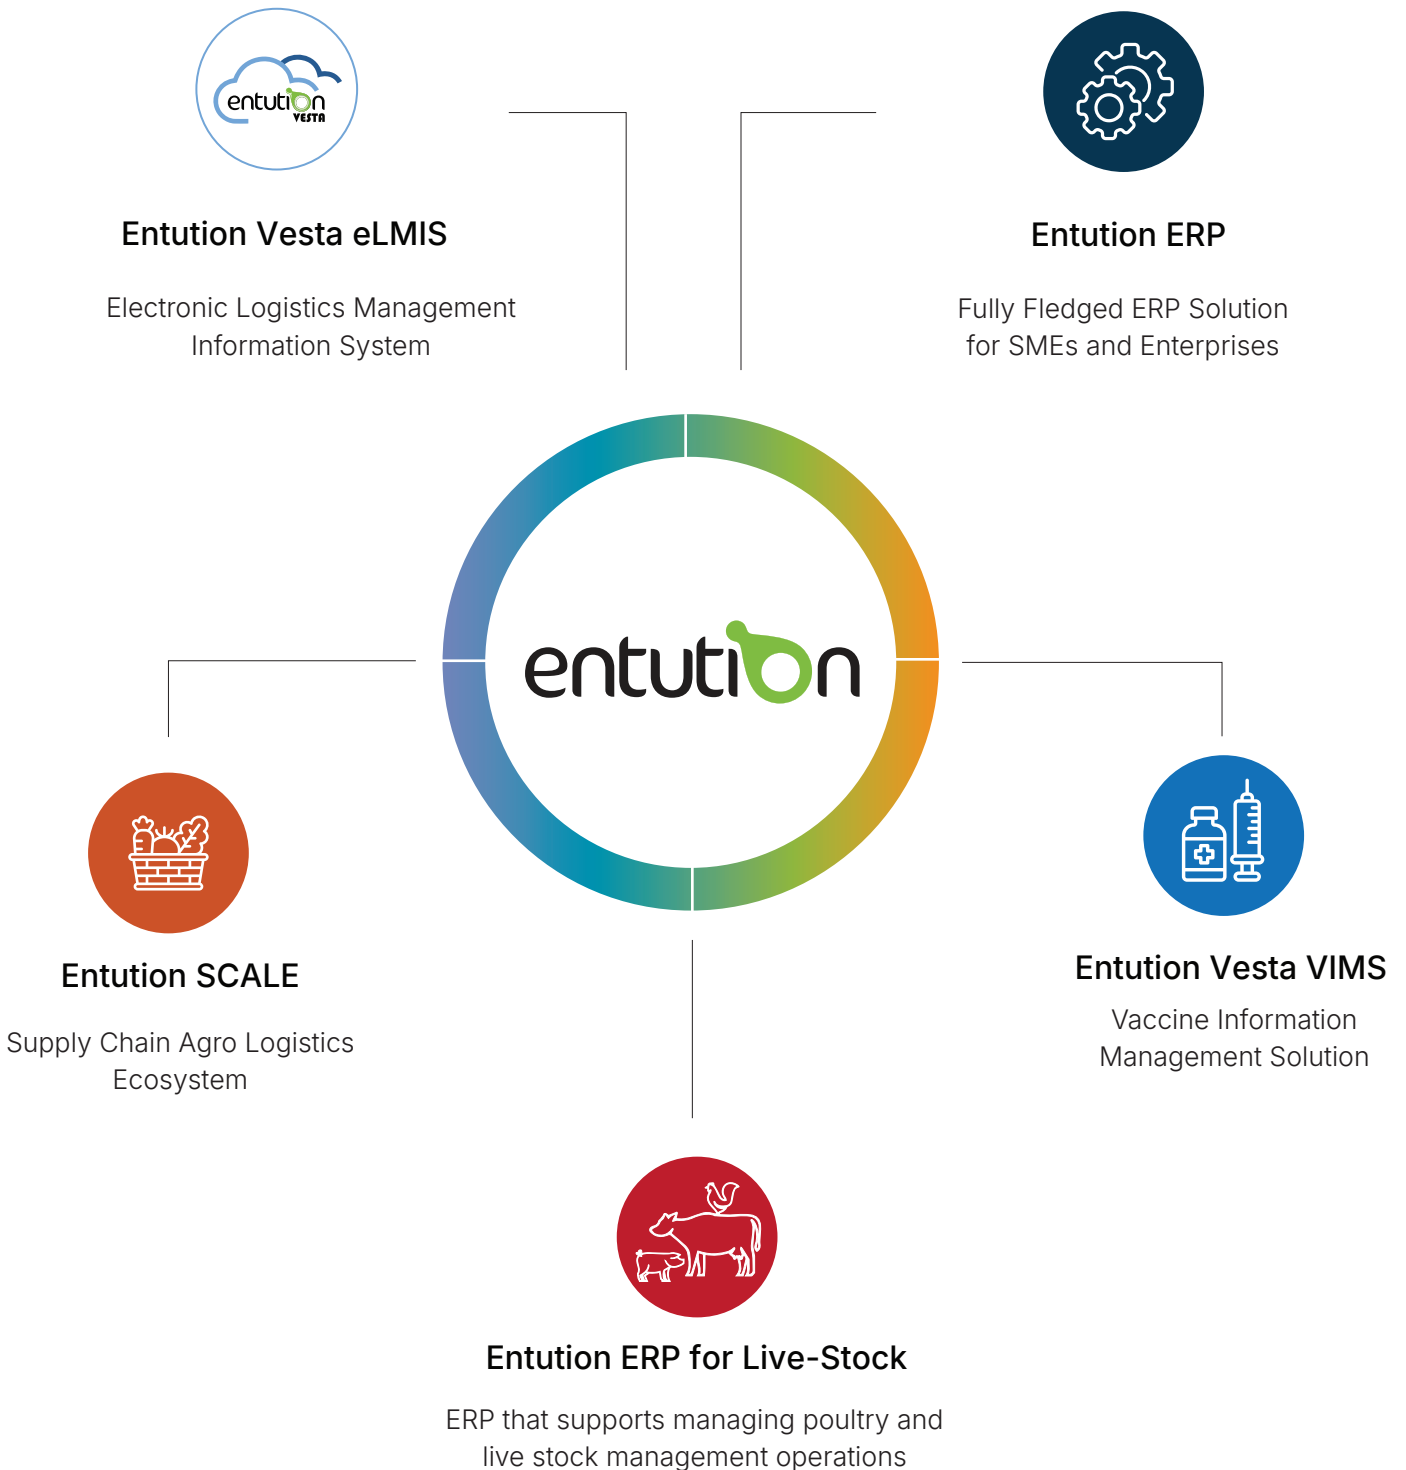 entution
VESTA
Entution Vesta eLMIS
Electronic Logistics Management
Information System
Entution ERP
Fully Fledged ERP Solution
for SMEs and Enterprises
entution
Entution SCALE
Supply Chain Agro Logistics
Ecosystem
Entution Vesta VIMS
Vaccine Information
Management Solution
Entution ERP for Live-Stock
ERP that supports managing poultry and
live stock management operations